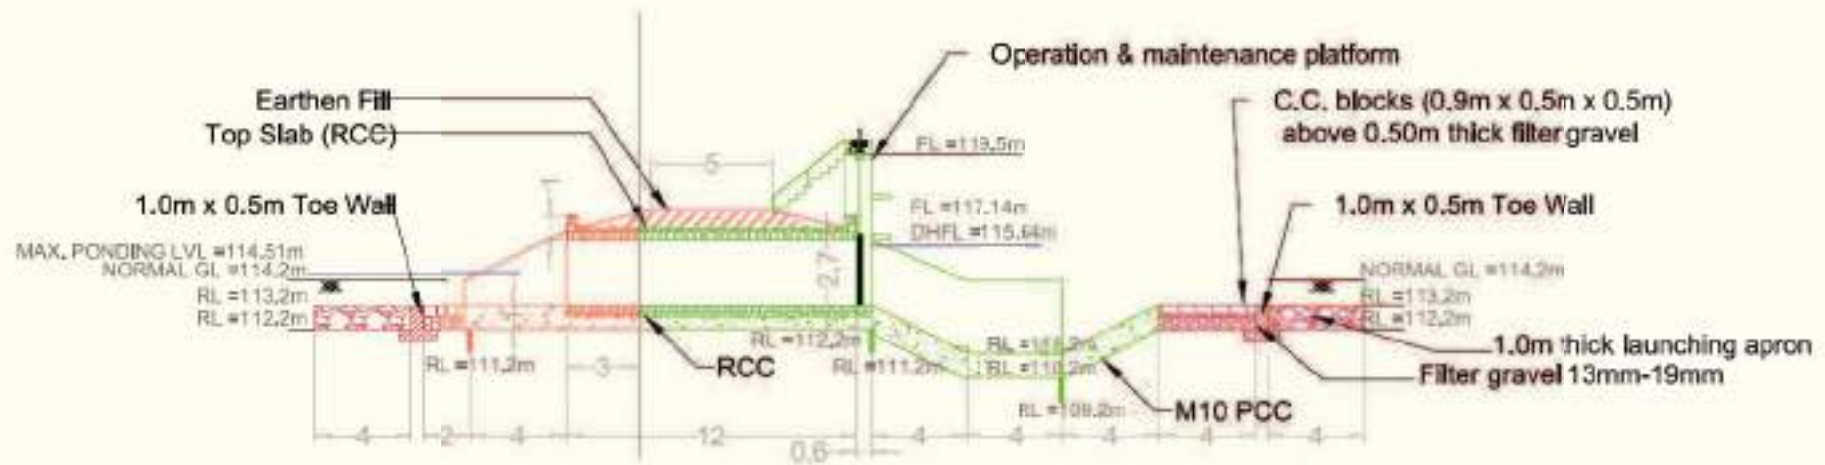 Operation & maintenance platform
Earthen Fill
Top Slab (RCC)
C.C. blocks (0.9m x 0.5m x 0.5m)
above 0.50m thick filter gravel
FL =119.5m
5
1.0m x 0.5m Toe Wall
1.0m x 0.5m Toe Wall
FL =117.14m
DHFL =115.64m
MAX. PONDING LVL =114.51m
NORMAL GL =114.2m
RL =113.2m
RL =112.2m
2.7
NORMAL GL =114.2m
RL =113.2m
RL =112.2m
RL =112.2m
RL =111.2m
RL =111.2m
RL =110.2m
3
RCC
1.0m thick launching apron
Filter gravel 13mm-19mm
RL =109.2m
M10 PCC
4
2
4
12
0.6
4
4
4
4
4